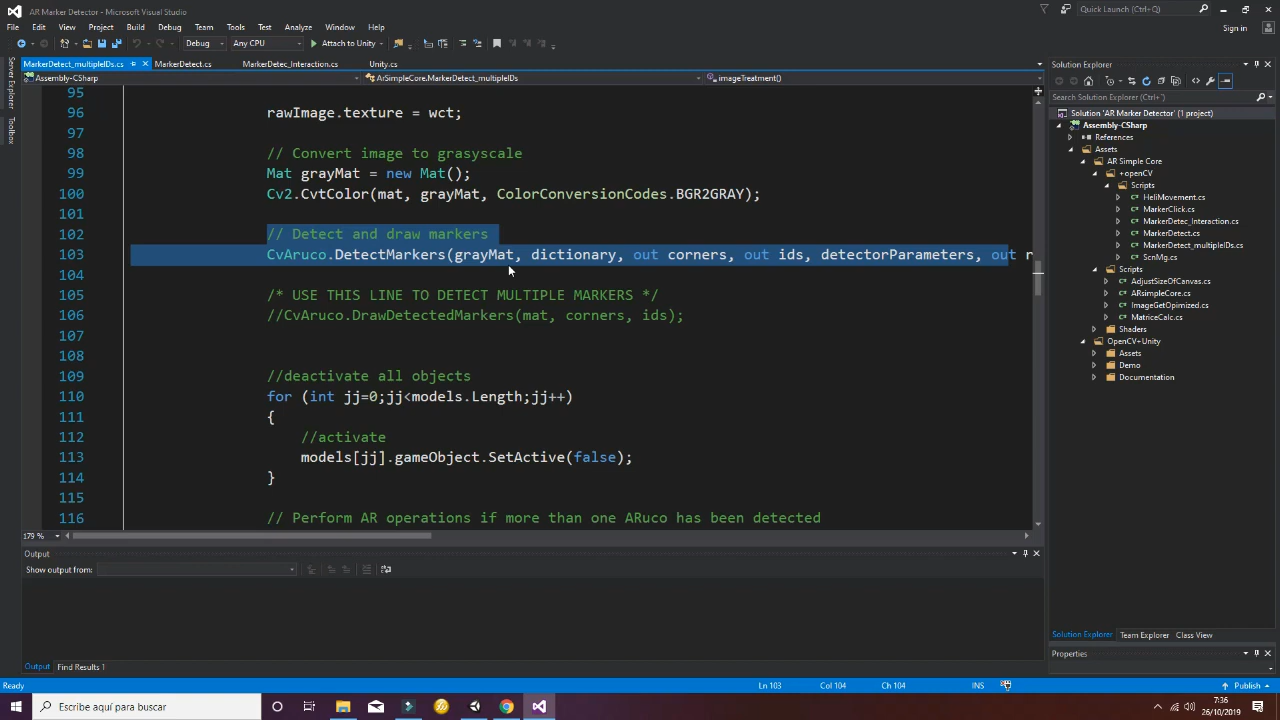 AR Marker Detector - Microsoft Visual Studio
Quick Launch (Ctrl+Q)
File Edit View Project Build Debug Team Tools Test Analyze Window Help
Sign in
Debug Any CPU Attach to Unity
Server Explorer
Toolbox
MarkerDetect_multipleIDs.cs MarkerDetect.cs MarkerDetec_Interaction.cs Unity.cs
Assembly-CSharp ArSimpleCore.MarkerDetect_multipleIDs imageTreatment()
95
96 rawImage.texture = wct;
97
98 // Convert image to grasyscale
99 Mat grayMat = new Mat();
100 Cv2.CvtColor(mat, grayMat, ColorConversionCodes.BGR2GRAY);
101
102 // Detect and draw markers
103 CvAruco.DetectMarkers(grayMat, dictionary, out corners, out ids, detectorParameters, out r
104
105 /* USE THIS LINE TO DETECT MULTIPLE MARKERS */
106 //CvAruco.DrawDetectedMarkers(mat, corners, ids);
107
108
109 //deactivate all objects
110 for (int jj=0;jj<models.Length;jj++)
111 {
112 //activate
113 models[jj].gameObject.SetActive(false);
114 }
115
116 // Perform AR operations if more than one ARuco has been detected
179 %
Output
Show output from:
Output Find Results 1
Solution Explorer
Search Solution Explorer (Ctrl+')
Solution 'AR Marker Detector' (1 project)
Assembly-CSharp
References
Assets
AR Simple Core
+openCV
Scripts
HeliMovement.cs
MarkerClick.cs
MarkerDetec_Interaction.cs
MarkerDetect.cs
MarkerDetect_multipleIDs.cs
ScnMg.cs
Scripts
AdjustSizeOfCanvas.cs
ARsimpleCore.cs
ImageGetOpimized.cs
MatriceCalc.cs
Shaders
OpenCV+Unity
Assets
Demo
Documentation
Solution Explorer Team Explorer Class View
Properties
Ready Ln 103 Col 104 Ch 104 INS Publish
Escribe aquí para buscar
7:36
26/10/2019